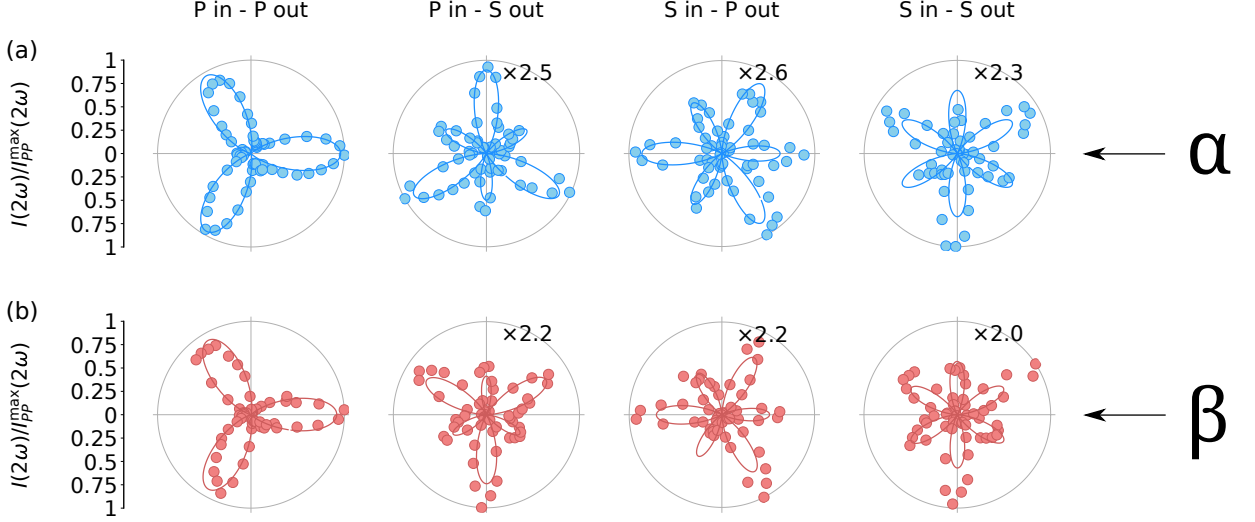 P in - P out
P in - S out
S in - P out
S in - S out
(a)
I(2ω)/I_PP^max(2ω)
1
0.75
0.5
0.25
0
0.25
0.5
0.75
1
×2.5
×2.6
×2.3
α
(b)
I(2ω)/I_PP^max(2ω)
1
0.75
0.5
0.25
0
0.25
0.5
0.75
1
×2.2
×2.2
×2.0
β